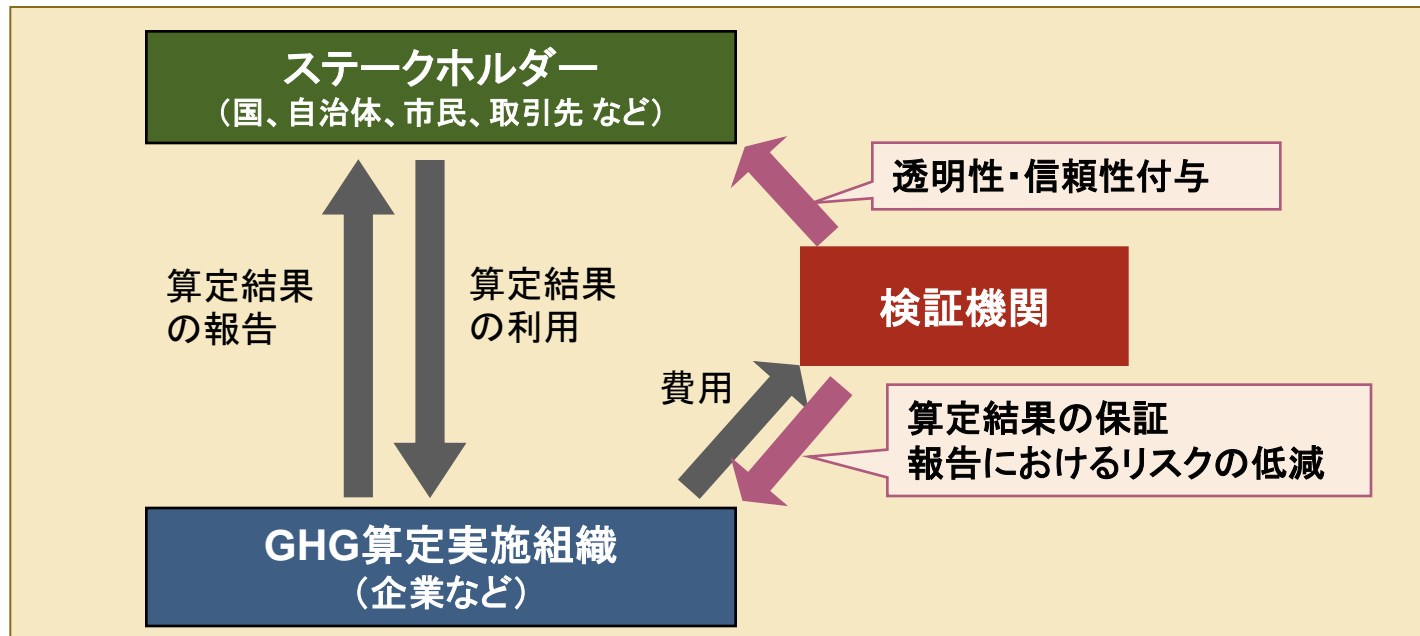 ステークホルダー
（国、自治体、市民、取引先 など）
透明性・信頼性付与
算定結果
の報告
算定結果
の利用
検証機関
費用
算定結果の保証
報告におけるリスクの低減
GHG算定実施組織
（企業など）